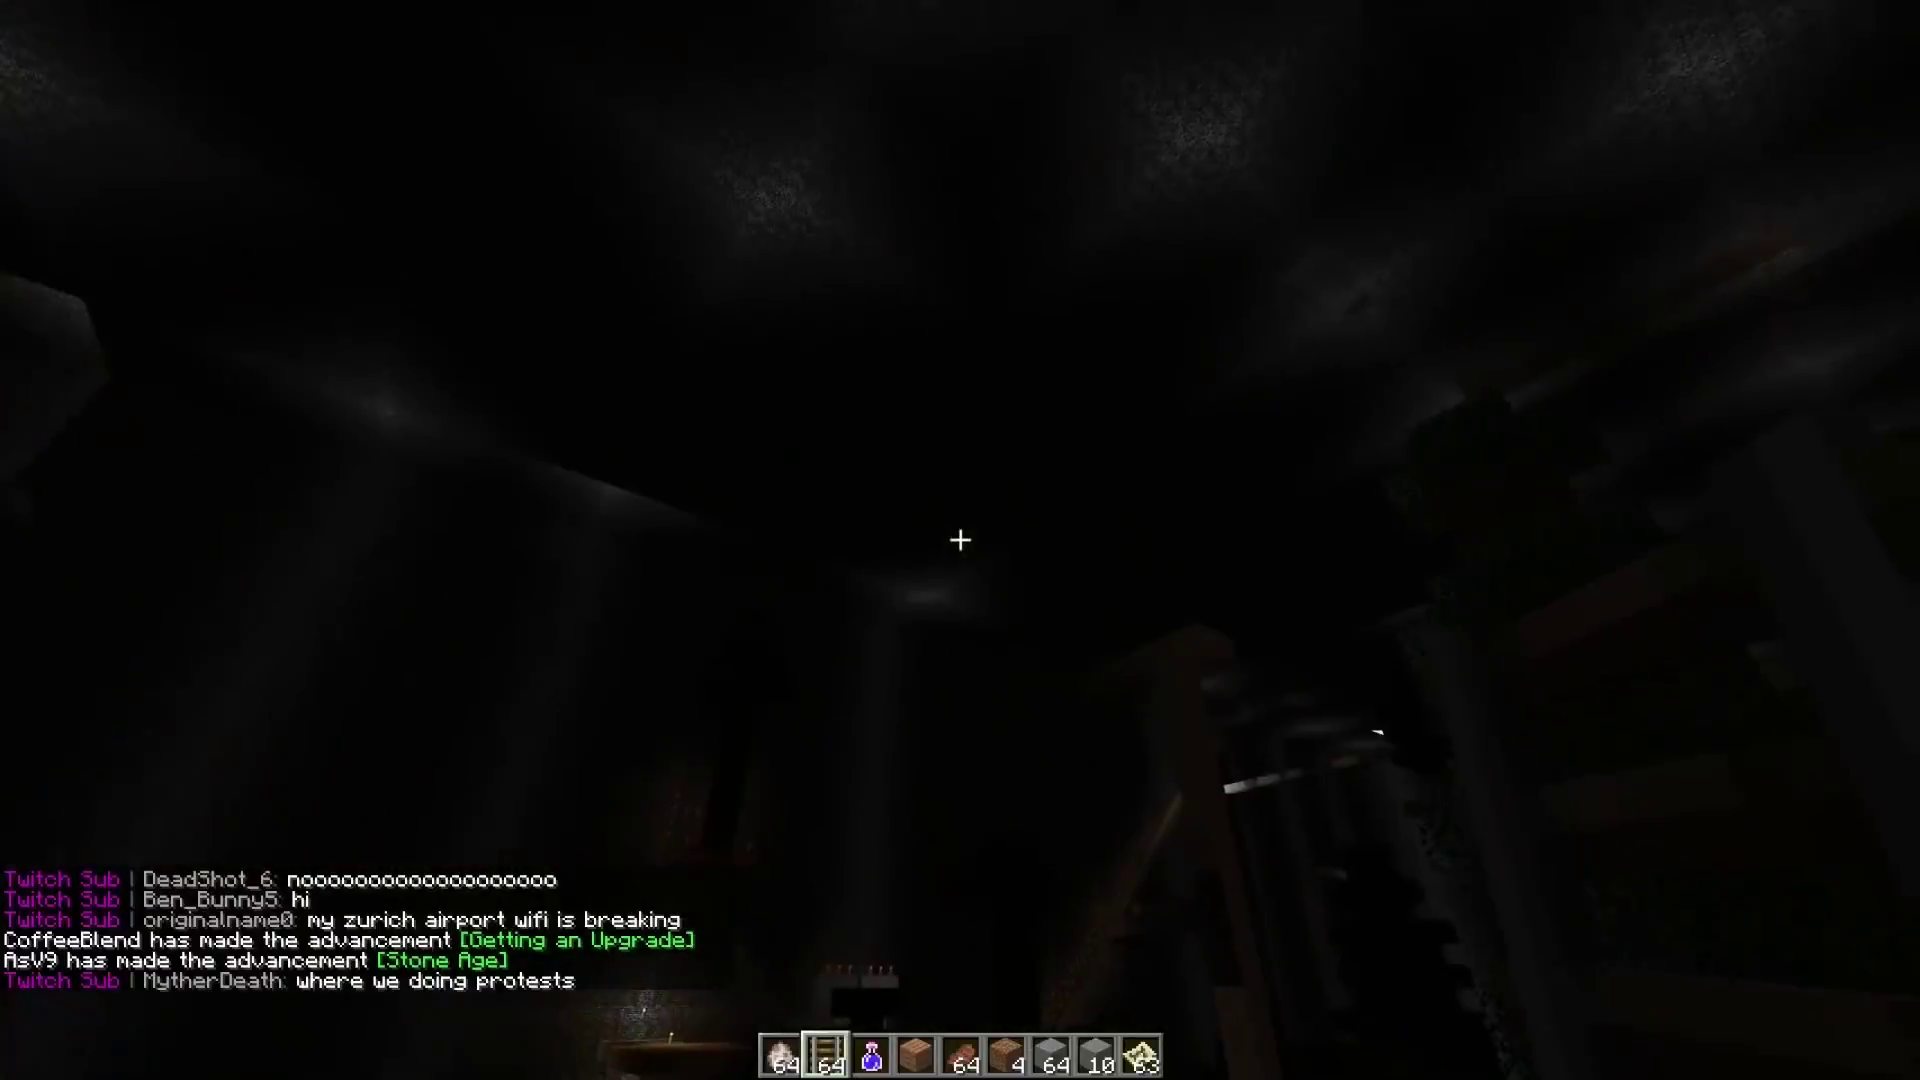 Twitch Sub | DeadShot_6: noooooooooooooooooooo
Twitch Sub | Ben_Bunny5: hi
Twitch Sub | originalname0: my zurich airport wifi is breaking
CoffeeBlend has made the advancement [Getting an Upgrade]
AsV9 has made the advancement [Stone Age]
Twitch Sub | MytherDeath: where we doing protests
64 64 64 4 64 10 63